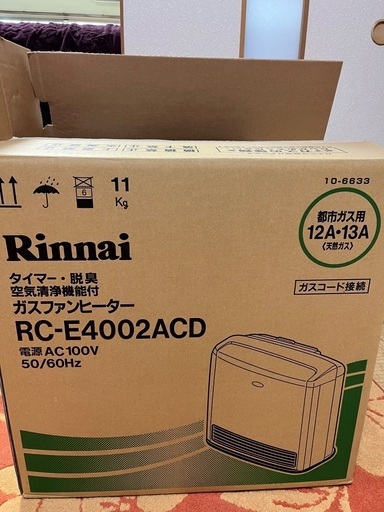 10-6633
6
11
Kg
都市ガス用
12A・13A
〈天然ガス〉
Rinnai
ガスコード接続
タイマー・脱臭
空気清浄機能付
ガスファンヒーター
RC-E4002ACD
電源 AC100V
50/60Hz